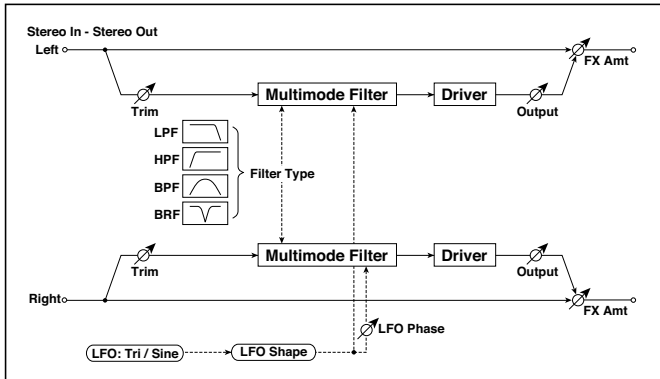 Stereo In - Stereo Out
Left
FX Amt
Multimode Filter
Driver
Trim
Output
LPF
HPF
Filter Type
BPF
BRF
Multimode Filter
Driver
Trim
Output
Right
FX Amt
LFO Phase
LFO: Tri / Sine
LFO Shape